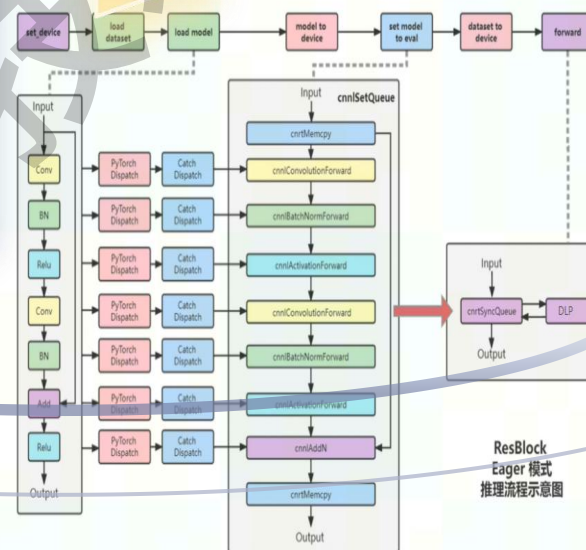 set_device
load
dataset
load model
model to
device
set model
to eval
dataset to
device
forward
Input
Conv
BN
Relu
Conv
BN
Add
Relu
Output
PyTorch
Dispatch
Catch
Dispatch
PyTorch
Dispatch
Catch
Dispatch
PyTorch
Dispatch
Catch
Dispatch
PyTorch
Dispatch
Catch
Dispatch
PyTorch
Dispatch
Catch
Dispatch
PyTorch
Dispatch
Catch
Dispatch
PyTorch
Dispatch
Catch
Dispatch
Input
cnnlSetQueue
cnrtMemcpy
cnnlConvolutionForward
cnnlBatchNormForward
cnnlActivationForward
cnnlConvolutionForward
cnnlBatchNormForward
cnnlActivationForward
cnnlAddN
cnrtMemcpy
Output
Input
cnrtSyncQueue
DLP
Output
ResBlock
Eager 模式
推理流程示意图